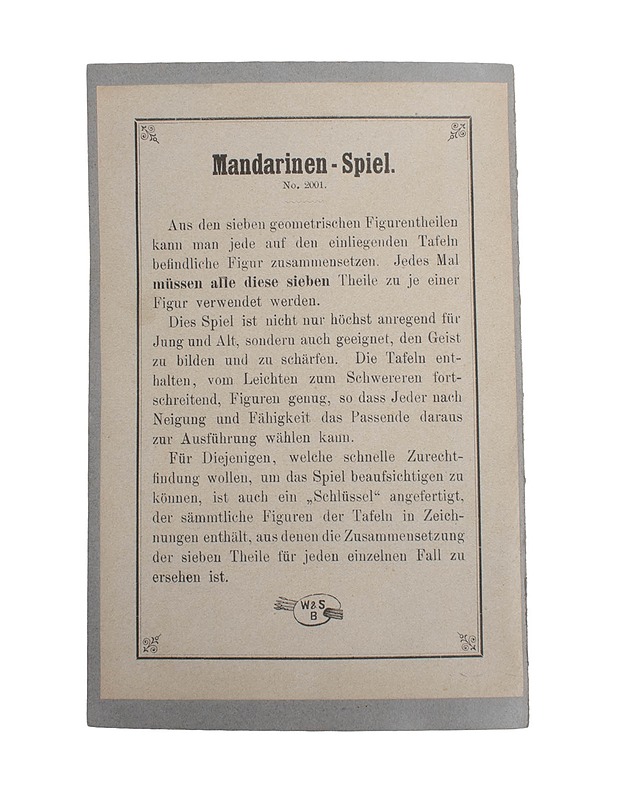 Mandarinen-Spiel.
No. 2001.
Aus den sieben geometrischen Figurentheilen
kann man jede auf den einliegenden Tafeln
befindliche Figur zusammensetzen. Jedes Mal
müssen alle diese sieben Theile zu je einer
Figur verwendet werden.
Dies Spiel ist nicht nur höchst anregend für
Jung und Alt, sondern auch geeignet, den Geist
zu bilden und zu schärfen. Die Tafeln ent-
halten, vom Leichten zum Schwereren fort-
schreitend, Figuren genug, so dass Jeder nach
Neigung und Fähigkeit das Passende daraus
zur Ausführung wählen kann.
Für Diejenigen, welche schnelle Zurecht-
findung wollen, um das Spiel beaufsichtigen zu
können, ist auch ein „Schlüssel“ angefertigt,
der sämmtliche Figuren der Tafeln in Zeich-
nungen enthält, aus denen die Zusammensetzung
der sieben Theile für jeden einzelnen Fall zu
ersehen ist.
W & S
B